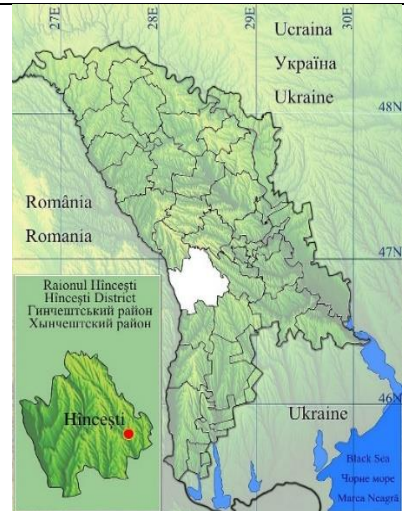 27E
28E
29E
30E
Ucraina
Україна
Ukraine
48N
România
Romania
47N
Raionul Hîncești
Hîncești District
Гинчештський район
Хынчештский район
Hîncești
46N
Ukraine
Black Sea
Чорне море
Marea Neagră